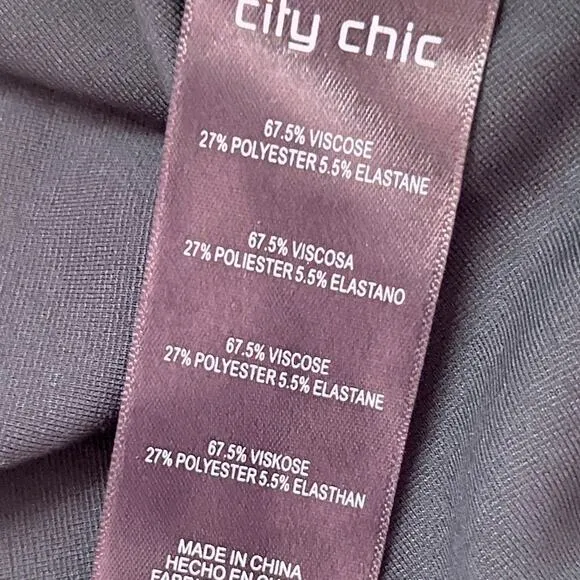 city chic
67.5% VISCOSE
27% POLYESTER 5.5% ELASTANE
67.5% VISCOSA
27% POLIESTER 5.5% ELASTANO
67.5% VISCOSE
27% POLYESTER 5.5% ELASTANE
67.5% VISKOSE
27% POLYESTER 5.5% ELASTHAN
MADE IN CHINA
HECHO EN